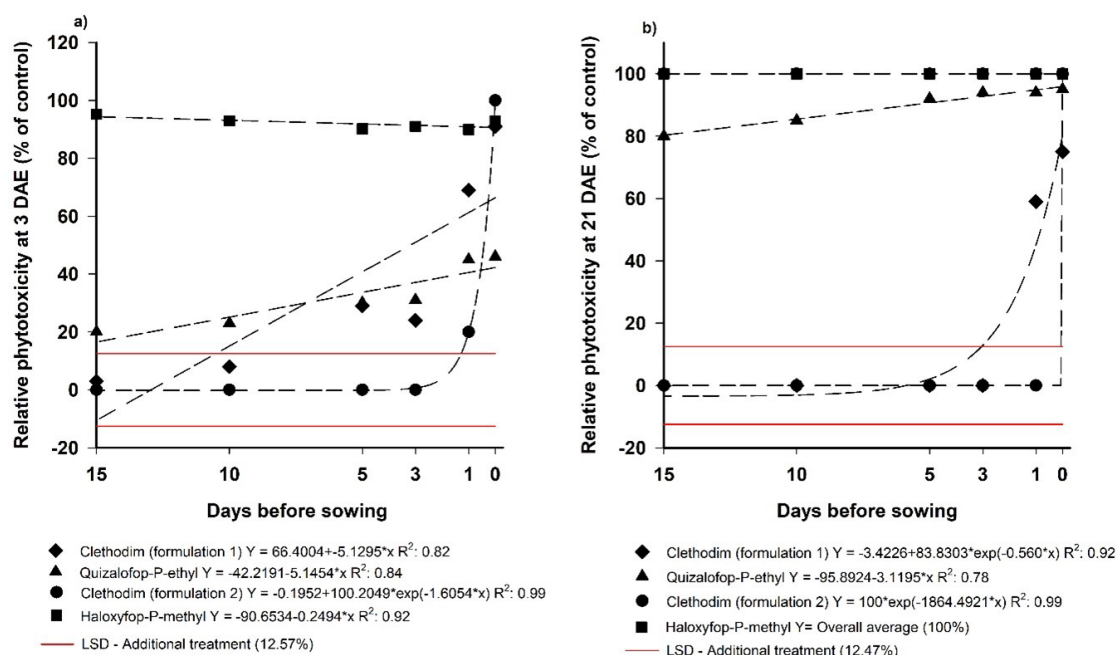 a)
120
100
80
60
40
20
0
-20
15
10
5
3
1
0
Relative phytotoxicity at 3 DAE (% of control)
Days before sowing
Clethodim (formulation 1) Y = 66.4004+-5.1295*x R²: 0.82
Quizalofop-P-ethyl Y = -42.2191-5.1454*x R²: 0.84
Clethodim (formulation 2) Y = -0.1952+100.2049*exp(-1.6054*x) R²: 0.99
Haloxyfop-P-methyl Y = -90.6534-0.2494*x R²: 0.92
LSD - Additional treatment (12.57%)
b)
120
100
80
60
40
20
0
-20
15
10
5
3
1
0
Relative phytotoxicity at 21 DAE (% of control)
Days before sowing
Clethodim (formulation 1) Y = -3.4226+83.8303*exp(-0.560*x) R²: 0.92
Quizalofop-P-ethyl Y = -95.8924-3.1195*x R²: 0.78
Clethodim (formulation 2) Y = 100*exp(-1864.4921*x) R²: 0.99
Haloxyfop-P-methyl Y= Overall average (100%)
LSD - Additional treatment (12.47%)